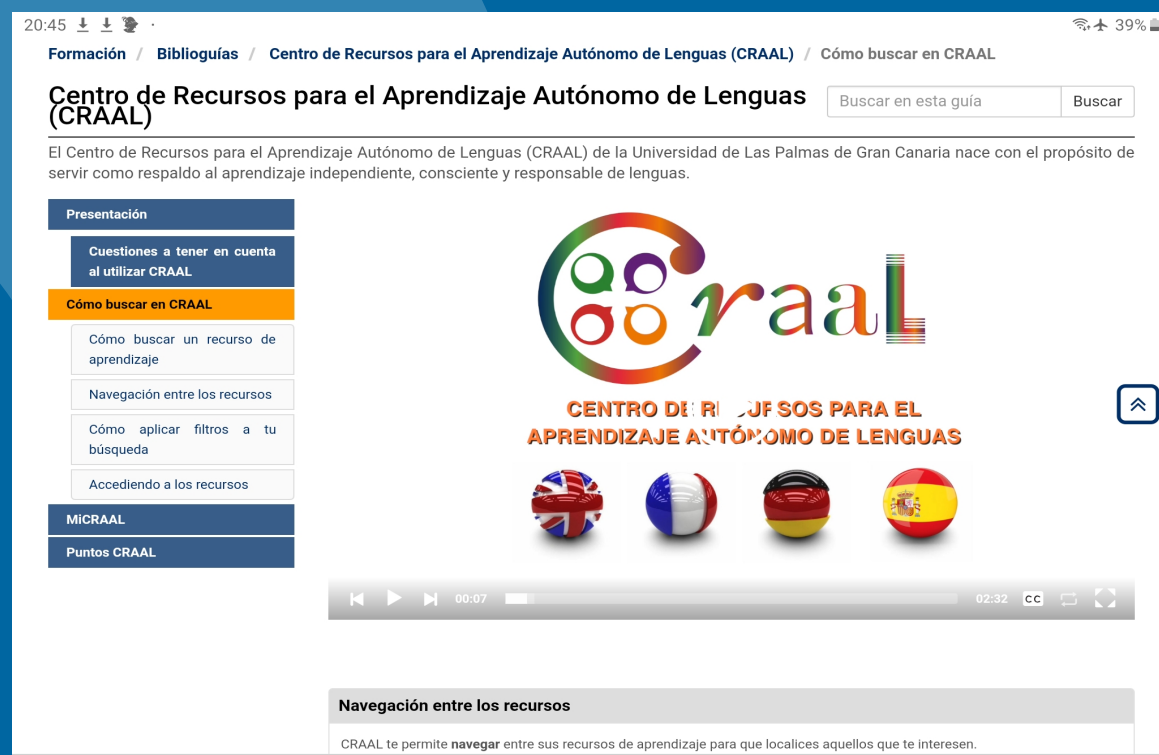 20:45
39%
Formación / Biblioguías / Centro de Recursos para el Aprendizaje Autónomo de Lenguas (CRAAL) / Cómo buscar en CRAAL
Centro de Recursos para el Aprendizaje Autónomo de Lenguas
(CRAAL)
Buscar en esta guía
Buscar
El Centro de Recursos para el Aprendizaje Autónomo de Lenguas (CRAAL) de la Universidad de Las Palmas de Gran Canaria nace con el propósito de
servir como respaldo al aprendizaje independiente, consciente y responsable de lenguas.
Presentación
Cuestiones a tener en cuenta
al utilizar CRAAL
Cómo buscar en CRAAL
Cómo buscar un recurso de
aprendizaje
Navegación entre los recursos
Cómo aplicar filtros a tu
búsqueda
Accediendo a los recursos
MiCRAAL
Puntos CRAAL
Craal
CENTRO DE RECURSOS PARA EL
APRENDIZAJE AUTÓNOMO DE LENGUAS
00:07
02:32
CC
Navegación entre los recursos
CRAAL te permite navegar entre sus recursos de aprendizaje para que localices aquellos que te interesen.